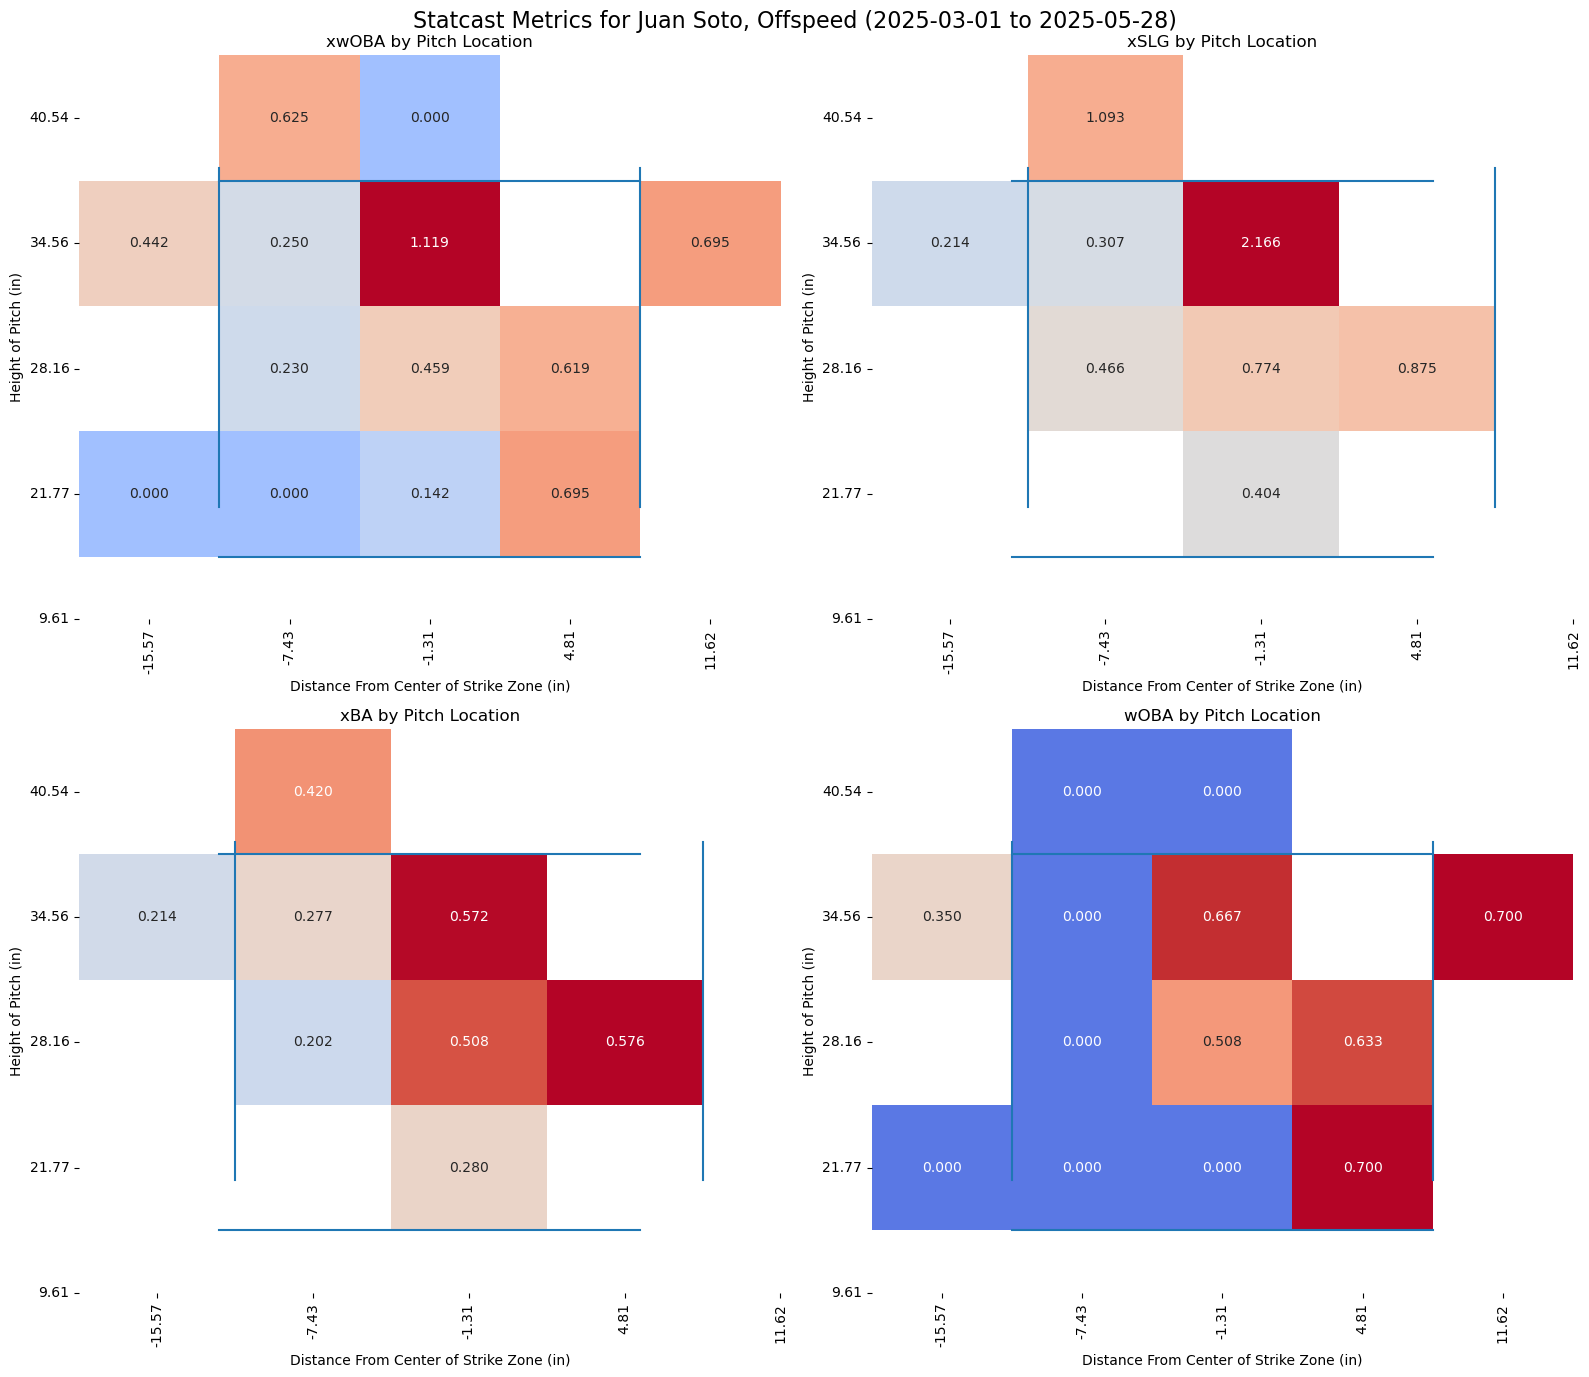 Statcast Metrics for Juan Soto, Offspeed (2025-03-01 to 2025-05-28)
xwOBA by Pitch Location
Height of Pitch (in)
40.54
0.625 0.000
34.56
0.442 0.250 1.119 0.695
28.16
0.230 0.459 0.619
21.77
0.000 0.000 0.142 0.695
9.61
-15.57 -7.43 -1.31 4.81 11.62
Distance From Center of Strike Zone (in)
xSLG by Pitch Location
Height of Pitch (in)
40.54
1.093
34.56
0.214 0.307 2.166
28.16
0.466 0.774 0.875
21.77
0.404
9.61
-15.57 -7.43 -1.31 4.81 11.62
Distance From Center of Strike Zone (in)
xBA by Pitch Location
Height of Pitch (in)
40.54
0.420
34.56
0.214 0.277 0.572
28.16
0.202 0.508 0.576
21.77
0.280
9.61
-15.57 -7.43 -1.31 4.81 11.62
Distance From Center of Strike Zone (in)
wOBA by Pitch Location
Height of Pitch (in)
40.54
0.000 0.000
34.56
0.350 0.000 0.667 0.700
28.16
0.000 0.508 0.633
21.77
0.000 0.000 0.000 0.700
9.61
-15.57 -7.43 -1.31 4.81 11.62
Distance From Center of Strike Zone (in)